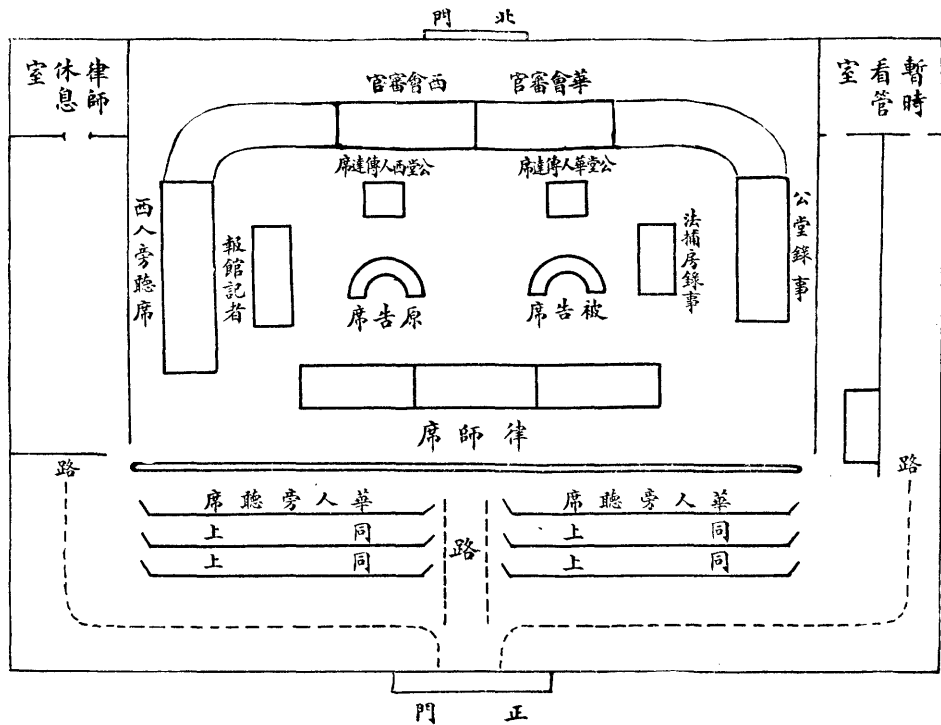 北門
暫時看管室
律師休息室
華會審官
西會審官
公堂華人傳達席
公堂西人傳達席
公堂錄事
法捕房錄事
報館記者
西人旁聽席
被告席
原告席
律師席
路
路
華人旁聽席
華人旁聽席
同上
同上
同上
同上
路
正門